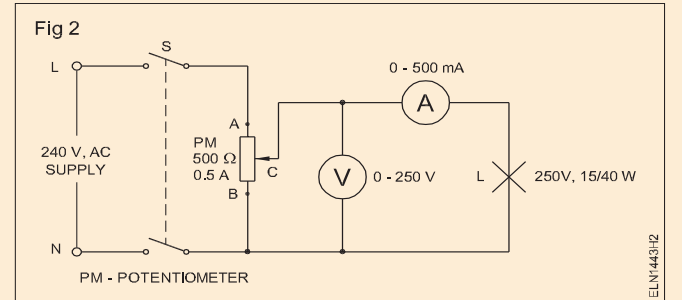 Fig 2
S
L
0 - 500 mA
A
A
PM
500 Ω
0.5 A
C
B
240 V, AC
SUPPLY
V
0 - 250 V
L
250V, 15/40 W
N
PM - POTENTIOMETER
ELN1443H2